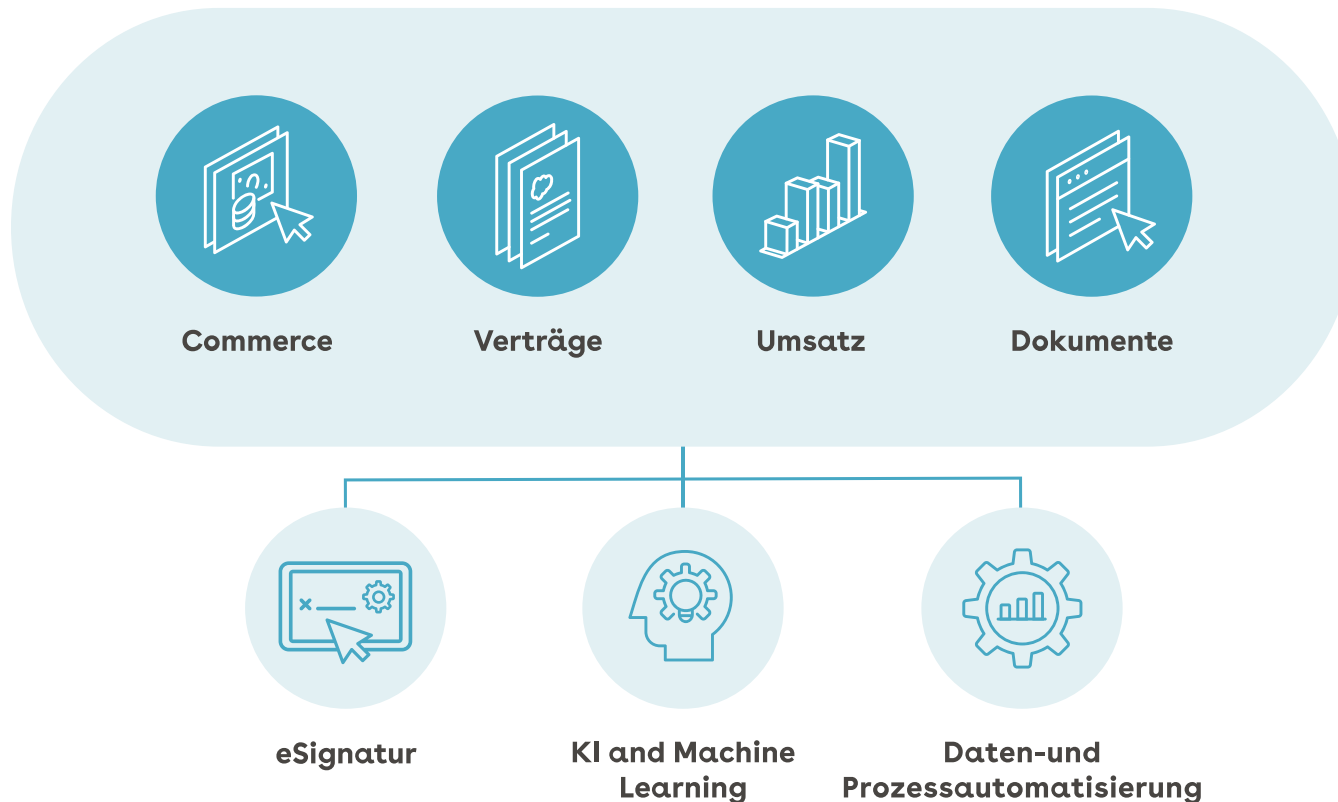 Commerce
Verträge
Umsatz
Dokumente
eSignatur
KI and Machine
Learning
Daten-und
Prozessautomatisierung